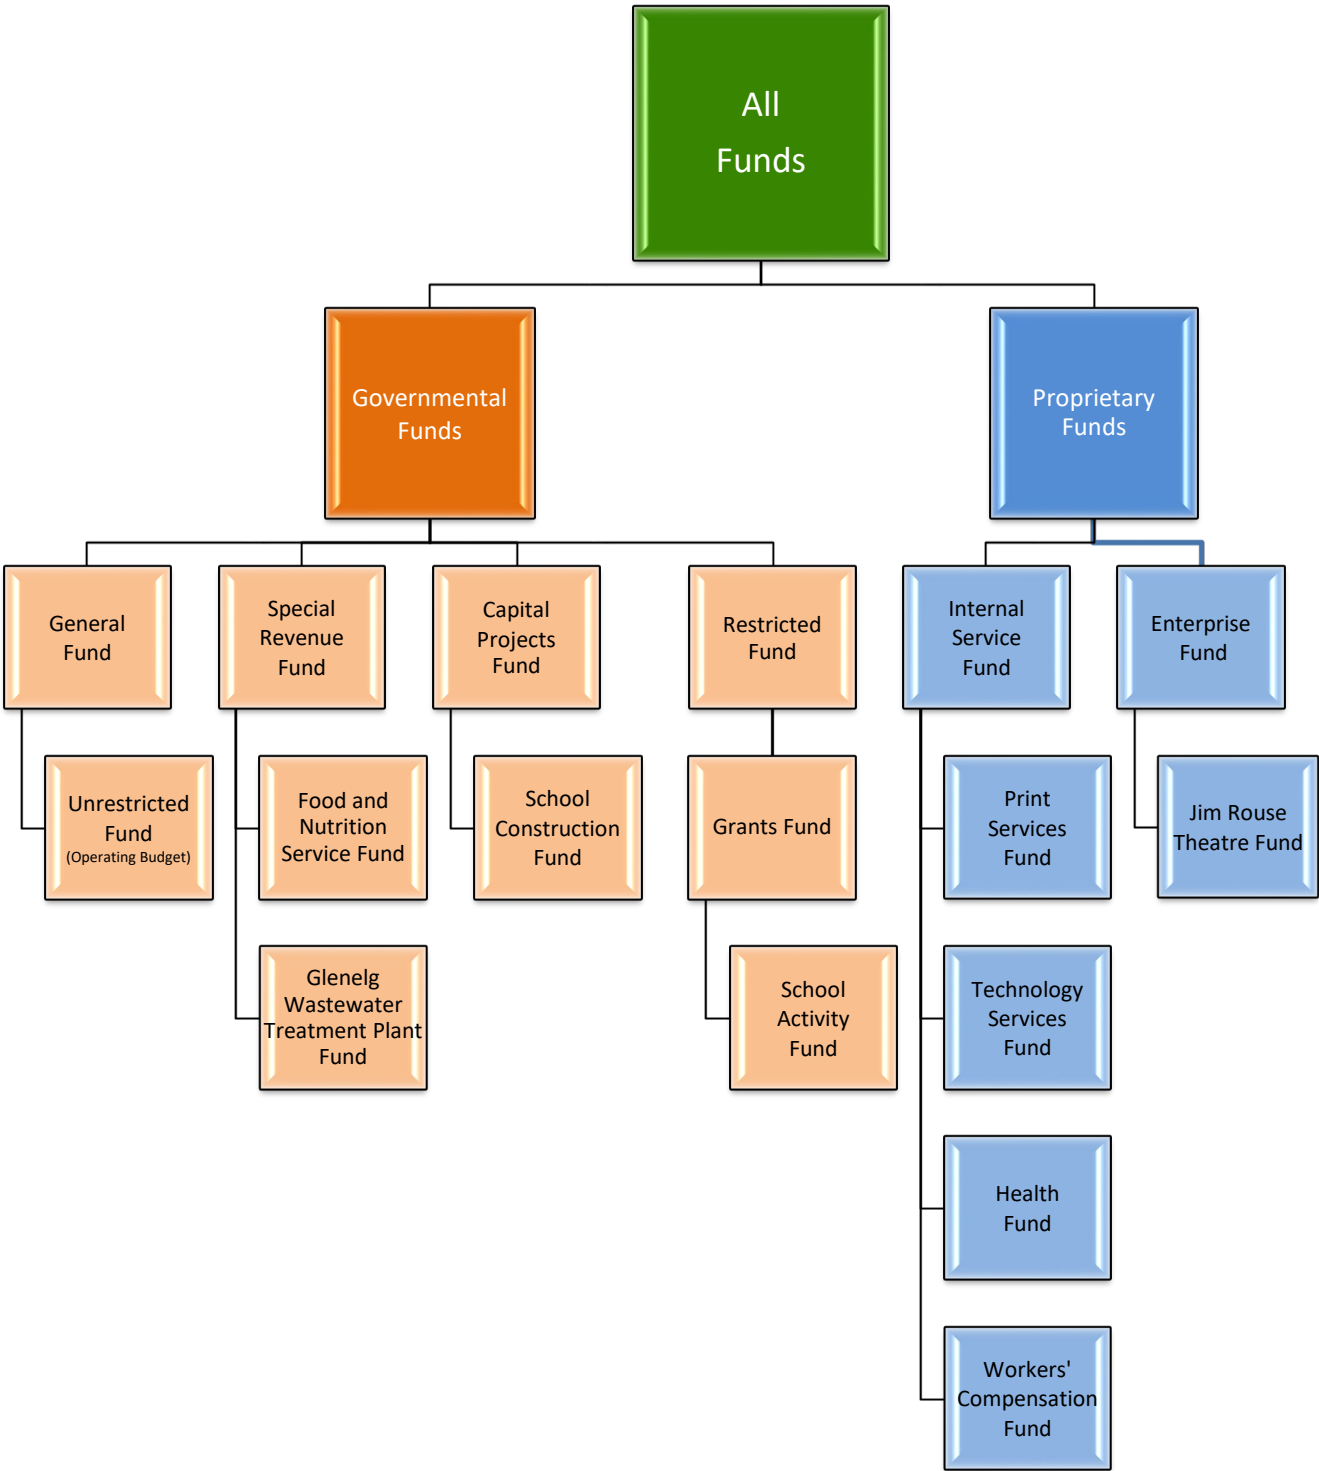 All
Funds
Governmental
Funds
Proprietary
Funds
General
Fund
Special
Revenue
Fund
Capital
Projects
Fund
Restricted
Fund
Internal
Service
Fund
Enterprise
Fund
Unrestricted
Fund
(Operating Budget)
Food and
Nutrition
Service Fund
School
Construction
Fund
Grants Fund
Print
Services
Fund
Jim Rouse
Theatre Fund
Glenelg
Wastewater
Treatment Plant
Fund
School
Activity
Fund
Technology
Services
Fund
Health
Fund
Workers'
Compensation
Fund